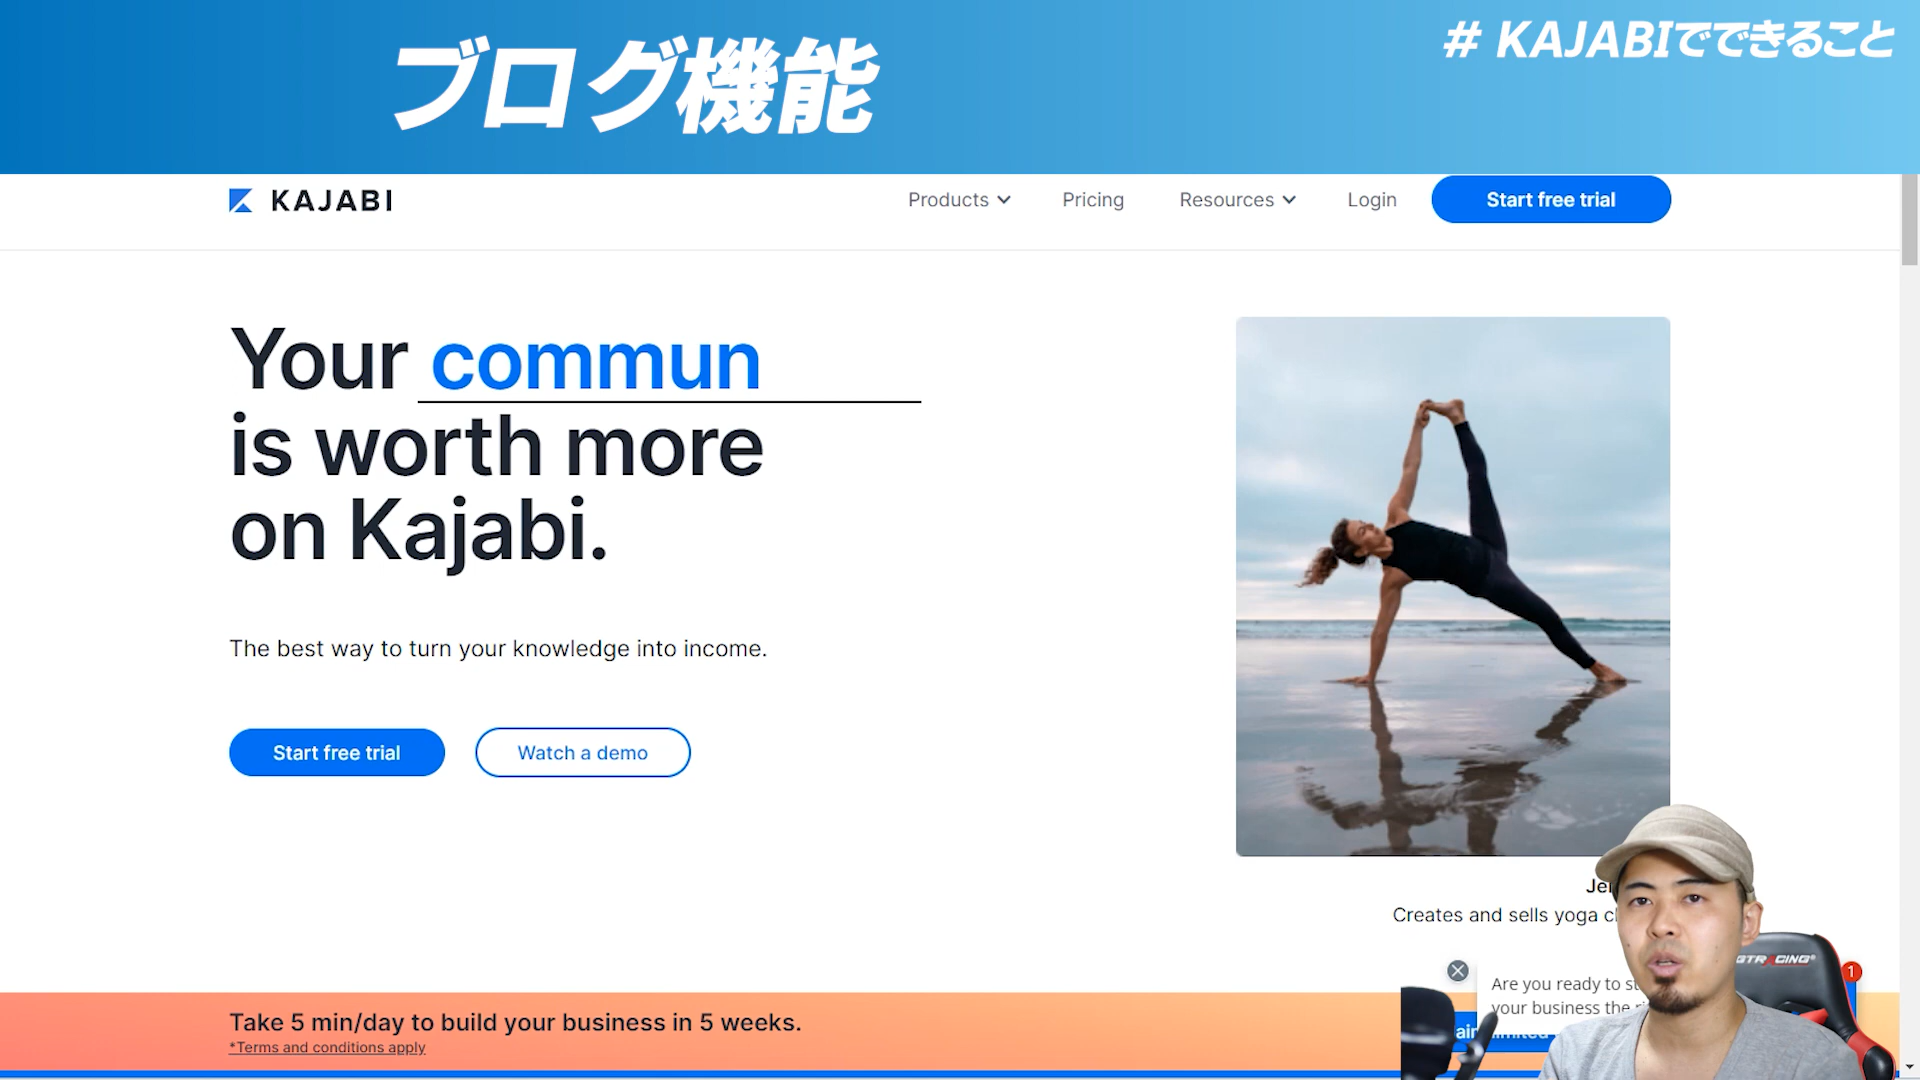 ブログ機能
# KAJABIでできること
KAJABI
Products
Pricing
Resources
Login
Start free trial
Your commun
is worth more
on Kajabi.
The best way to turn your knowledge into income.
Start free trial
Watch a demo
Creates and sells yoga
Are you ready to
your business the
GTRACING
1
Take 5 min/day to build your business in 5 weeks.
*Terms and conditions apply